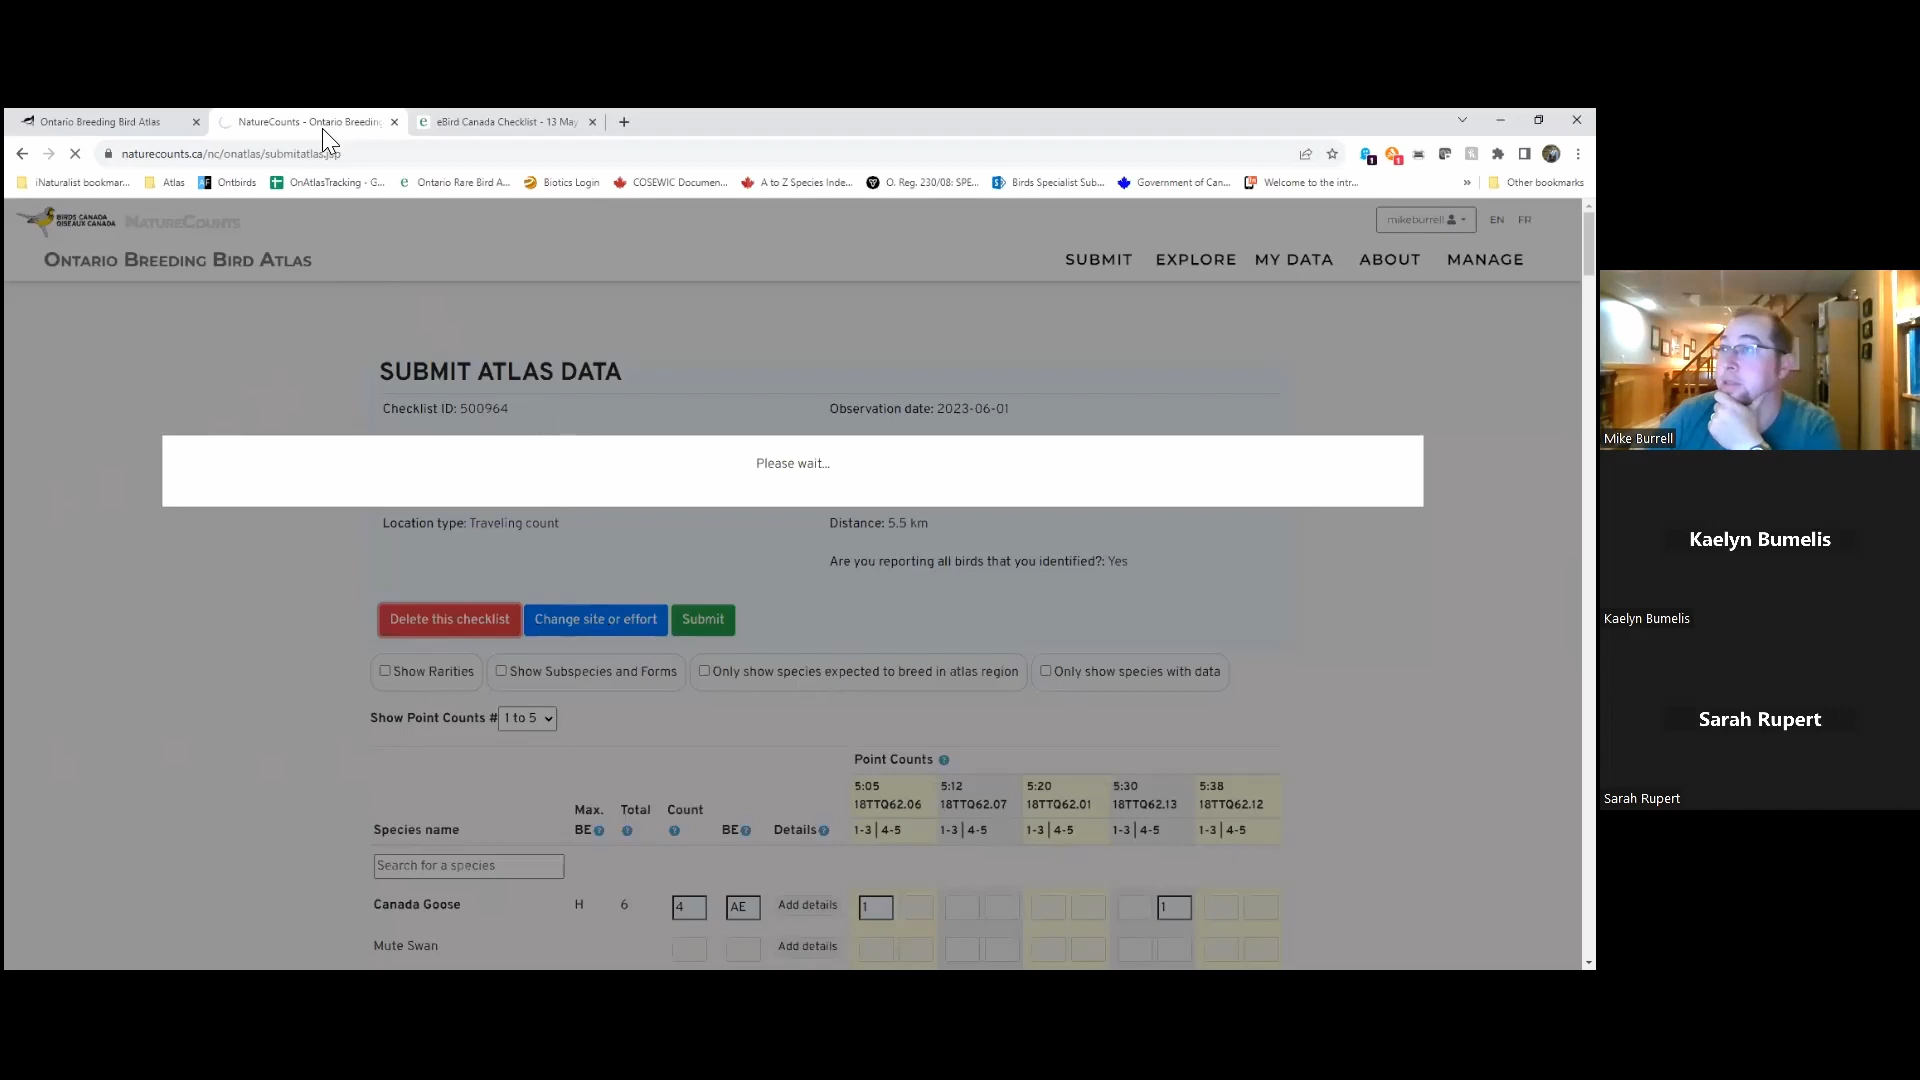 Ontario Breeding Bird Atlas
NatureCounts - Ontario Breeding
eBird Canada Checklist - 13 May
naturecounts.ca/nc/onatlas/submitatlas.jsp
iNaturalist bookmar...
Atlas
Ontbirds
OnAtlasTracking - G...
Ontario Rare Bird A...
Biotics Login
COSEWIC Documen...
A to Z Species Inde...
O. Reg. 230/08: SPE...
Birds Specialist Sub...
Government of Can...
Welcome to the intr...
»
Other bookmarks
BIRDS CANADA
OISEAUX CANADA
NATURECOUNTS
mikeburrell
EN
FR
ONTARIO BREEDING BIRD ATLAS
SUBMIT
EXPLORE
MY DATA
ABOUT
MANAGE
SUBMIT ATLAS DATA
Checklist ID: 500964
Observation date: 2023-06-01
Please wait...
Location type: Traveling count
Distance: 5.5 km
Are you reporting all birds that you identified?: Yes
Delete this checklist
Change site or effort
Submit
Show Rarities
Show Subspecies and Forms
Only show species expected to breed in atlas region
Only show species with data
Show Point Counts # 1 to 5
Point Counts ?
5:05
5:12
5:20
5:30
5:38
18TTQ62.06
18TTQ62.07
18TTQ62.01
18TTQ62.13
18TTQ62.12
Species name
Max. BE ?
Total ?
Count ?
BE ?
Details ?
1-3 | 4-5
1-3 | 4-5
1-3 | 4-5
1-3 | 4-5
1-3 | 4-5
Search for a species
Canada Goose
H
6
4
AE
Add details
1
1
Mute Swan
Add details
Mike Burrell
Kaelyn Bumelis
Kaelyn Bumelis
Sarah Rupert
Sarah Rupert